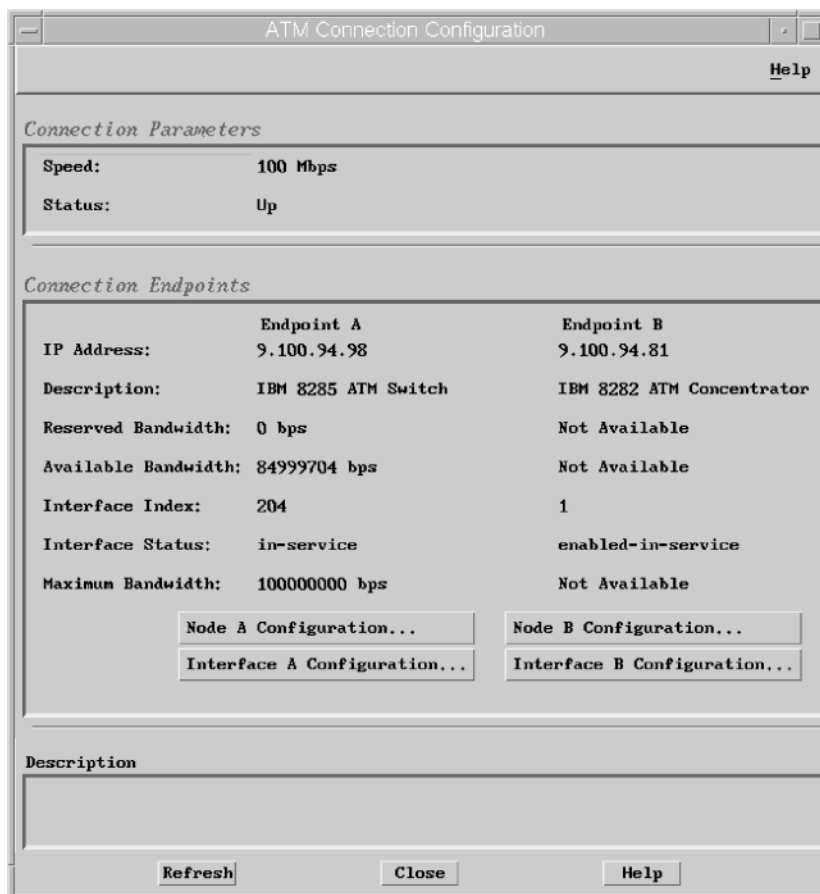 ATM Connection Configuration
Help
Connection Parameters
Speed: 100 Mbps
Status: Up
Connection Endpoints
Endpoint A Endpoint B
IP Address: 9.100.94.98 9.100.94.81
Description: IBM 8285 ATM Switch IBM 8282 ATM Concentrator
Reserved Bandwidth: 0 bps Not Available
Available Bandwidth: 84999704 bps Not Available
Interface Index: 204 1
Interface Status: in-service enabled-in-service
Maximum Bandwidth: 100000000 bps Not Available
Node A Configuration... Node B Configuration...
Interface A Configuration... Interface B Configuration...
Description
Refresh Close Help